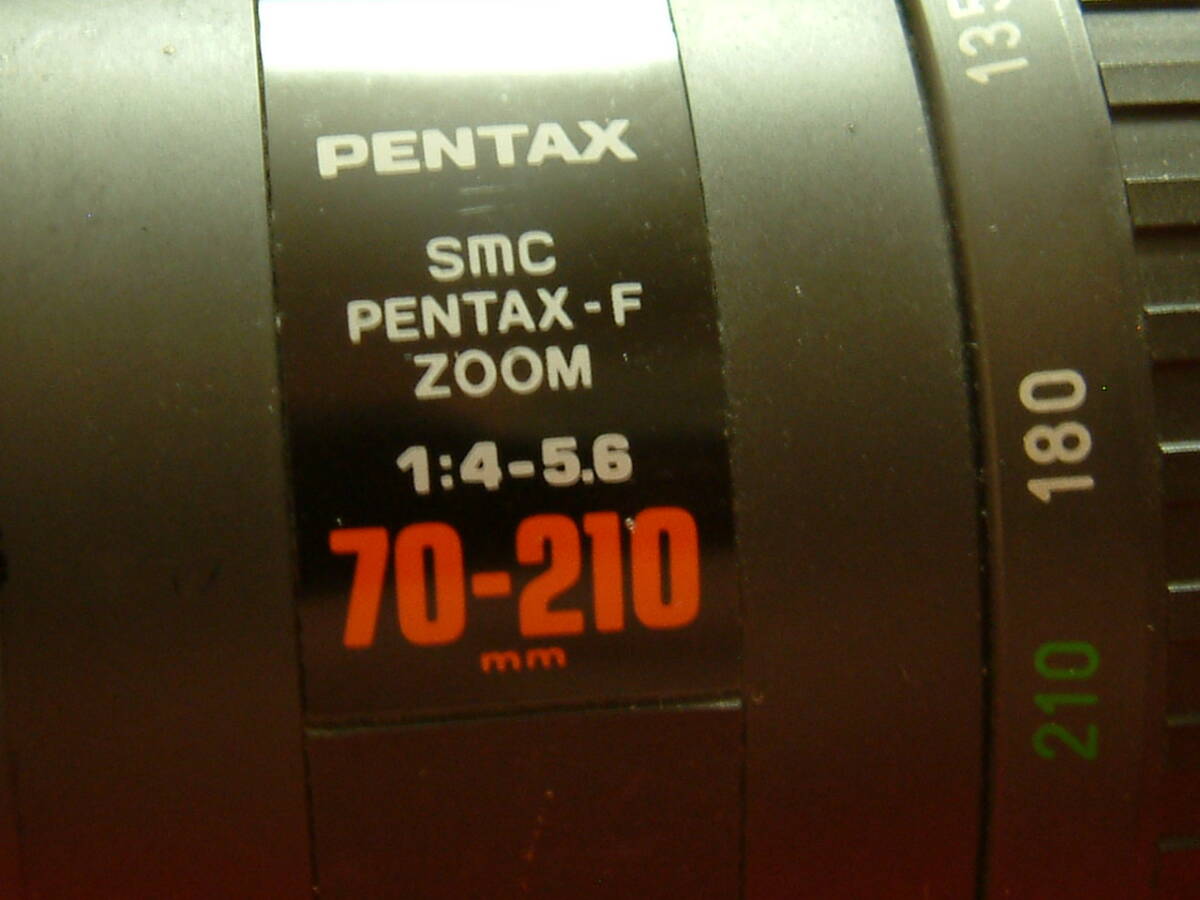 PENTAX
smc
PENTAX-F
ZOOM
1:4-5.6
70-210
mm
135
180
210